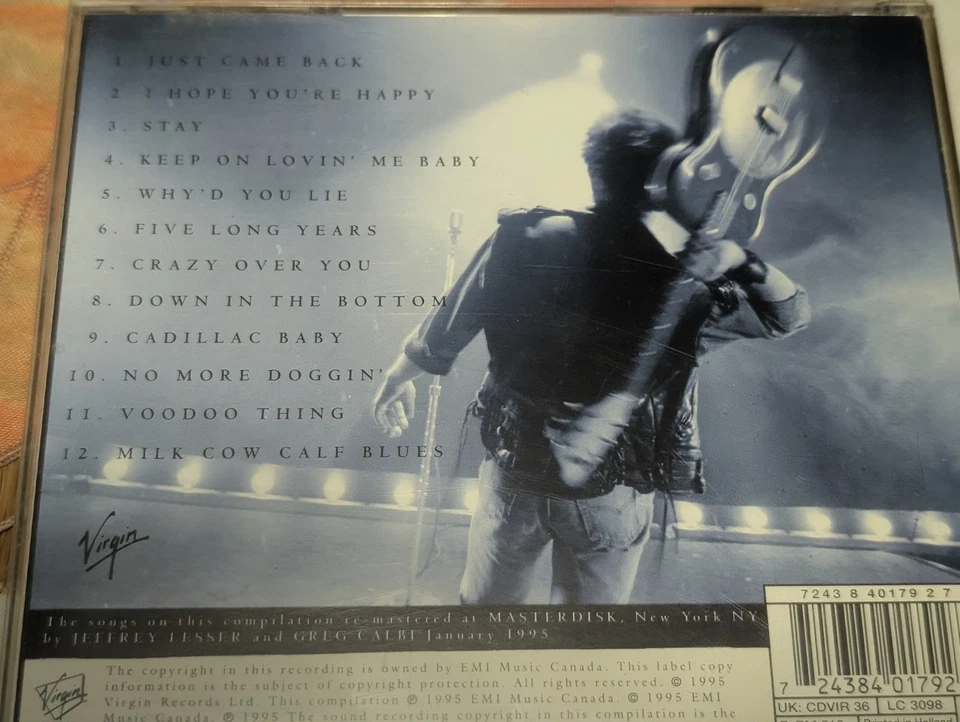 1. JUST CAME BACK
2 I HOPE YOU'RE HAPPY
3. STAY
4. KEEP ON LOVIN' ME BABY
5. WHY'D YOU LIE
6. FIVE LONG YEARS
7. CRAZY OVER YOU
8. DOWN IN THE BOTTOM
9. CADILLAC BABY
10. NO MORE DOGGIN'
11. VOODOO THING
12. MILK COW CALF BLUES
Virgin
The songs on this compilation re-mastered at MASTERDISK, New York NY
by JEFFREY LESSER and GREG CALBI January 1995
7243 8 40179 2 7
The copyright in this recording is owned by EMI Music Canada. This label copy
information is the subject of copyright protection. All rights reserved. © 1995
Virgin Records Ltd. This compilation ℗ 1995 EMI Music Canada. © 1995 EMI
Music Canada. ℗ 1995 The sound recording copyright in this compilation is the
Virgin
7 24384 01792
UK: CDVIR 36 LC 3098